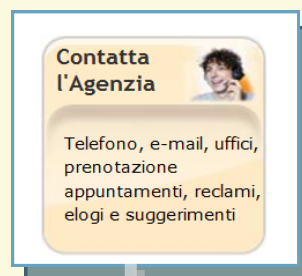 Contatta
l'Agenzia
Telefono, e-mail, uffici,
prenotazione
appuntamenti, reclami,
elogi e suggerimenti